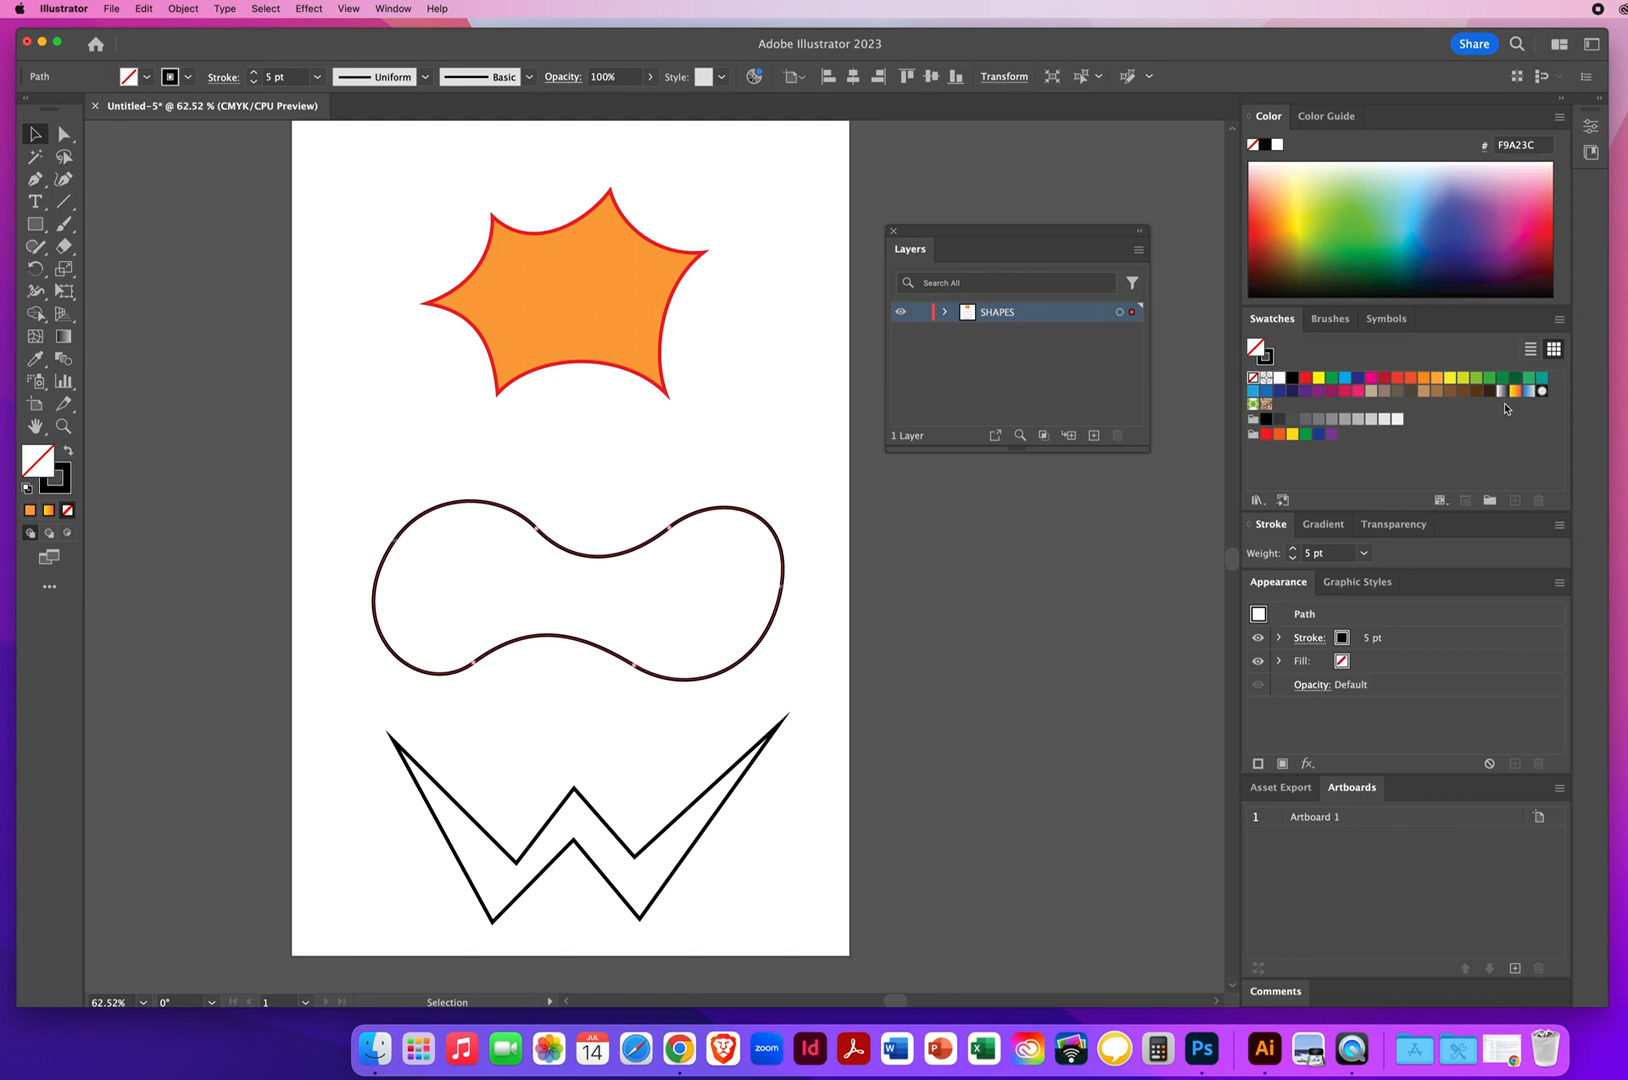 Illustrator File Edit Object Type Select Effect View Window Help
Adobe Illustrator 2023
Share
Path
Stroke: 5 pt
Uniform
Basic
Opacity: 100%
Style:
Transform
× Untitled-5* @ 62.52 % (CMYK/CPU Preview)
Color Color Guide
# F9A23C
Layers
Search All
SHAPES
1 Layer
Swatches Brushes Symbols
Stroke Gradient Transparency
Weight: 5 pt
Appearance Graphic Styles
Path
Stroke: 5 pt
Fill:
Opacity: Default
fx.
Asset Export Artboards
1 Artboard 1
Comments
62.52% 0° 1 Selection
JUL
14
zoom
Id
W
P
X
Ps
Ai